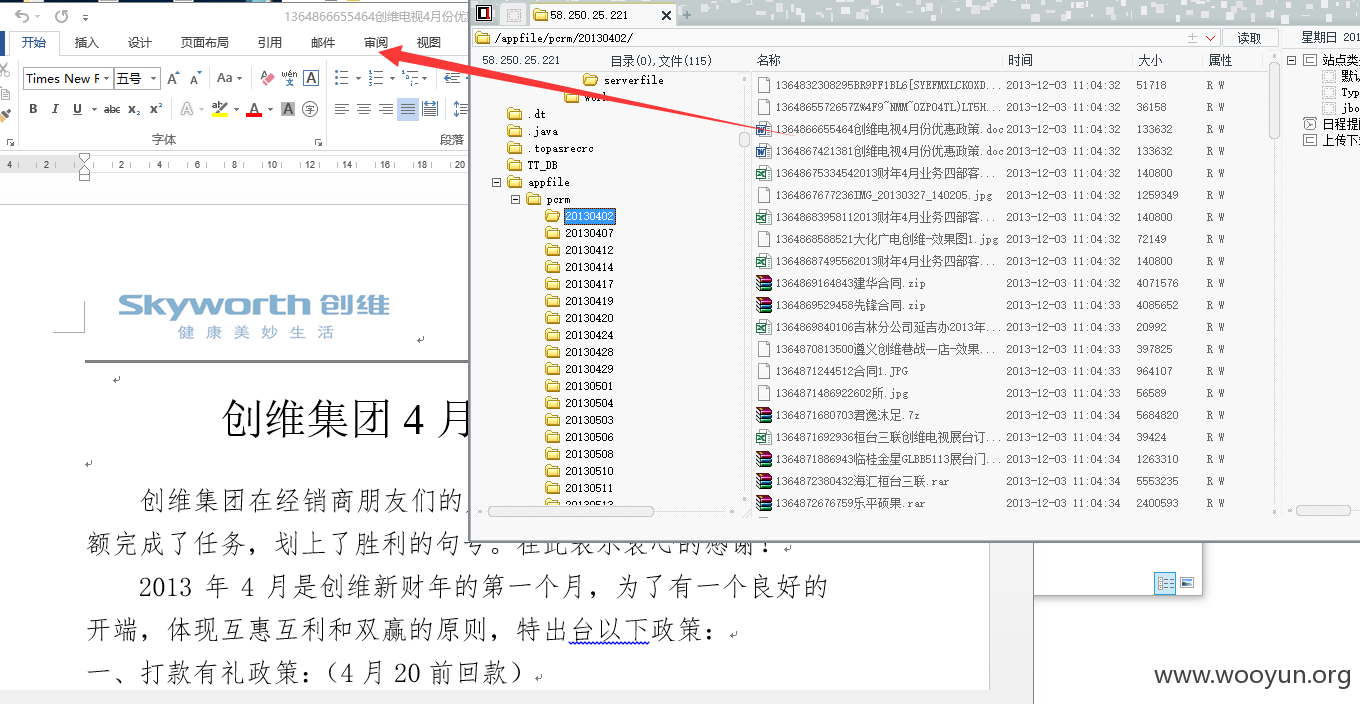 1364866655464创维电视4月份优惠
开始 插入 设计 页面布局 引用 邮件 审阅 视图
Times New R 五号 A A Aa wén 文 A
B I U abc x₂ x² A ab A A 字
字体 段落
4 2 2 4 6 8 10 12 14 16 18 20
Skyworth 创维
健康美妙生活
创维集团 4 月
创维集团在经销商朋友们的
额完成了任务，划上了胜利的句号。在此表示衷心的感谢！
2013 年 4 月是创维新财年的第一个月，为了有一个良好的
开端，体现互惠互利和双赢的原则，特出台以下政策：
一、打款有礼政策：（4 月 20 前回款）
58.250.25.221
/appfile/pcrm/20130402/ 读取
58.250.25.221 目录(0),文件(115)
serverfile
work
.dt
.java
.topasrecrc
TT_DB
appfile
pcrm
20130402
20130407
20130412
20130414
20130417
20130419
20130420
20130424
20130428
20130429
20130501
20130504
20130503
20130506
20130508
20130510
20130511
20130513
名称 时间 大小 属性
1364832308295BR9PF1BL6[SYEFMXLCKOXD... 2013-12-03 11:04:32 51718 R W
1364865572657Z%4F9~NMM~OZPO4TL)LT5H... 2013-12-03 11:04:32 36158 R W
1364866655464创维电视4月份优惠政策.doc 2013-12-03 11:04:32 133632 R W
1364867421381创维电视4月份优惠政策.doc 2013-12-03 11:04:32 133632 R W
1364867533454​2013财年4月业务四部客... 2013-12-03 11:04:32 140800 R W
1364867677236IMG_20130327_140205.jpg 2013-12-03 11:04:32 1259349 R W
1364868395811​2013财年4月业务四部客... 2013-12-03 11:04:32 140800 R W
1364868588521大化广电创维-效果图1.jpg 2013-12-03 11:04:32 72149 R W
1364868749556​2013财年4月业务四部客... 2013-12-03 11:04:32 140800 R W
1364869164843建华合同.zip 2013-12-03 11:04:32 4071576 R W
1364869529458先锋合同.zip 2013-12-03 11:04:32 4085652 R W
1364869840106吉林分公司延吉办2013年... 2013-12-03 11:04:33 20992 R W
1364870813500遵义创维巷战一店-效果... 2013-12-03 11:04:33 397825 R W
1364871244512合同1.JPG 2013-12-03 11:04:33 964107 R W
1364871486922602所.jpg 2013-12-03 11:04:33 56589 R W
1364871680703君逸沐足.7z 2013-12-03 11:04:34 5684820 R W
1364871692936桓台三联创维电视展台订... 2013-12-03 11:04:34 39424 R W
1364871886943临桂金星GLBB5113展台门... 2013-12-03 11:04:34 1263310 R W
1364872380432海汇桓台三联.rar 2013-12-03 11:04:34 5553235 R W
1364872676759乐平硕果.rar 2013-12-03 11:04:34 2400593 R W
星期日 201
站点类
默认
Typ
jbo
日程提醒
上传下
www.wooyun.org